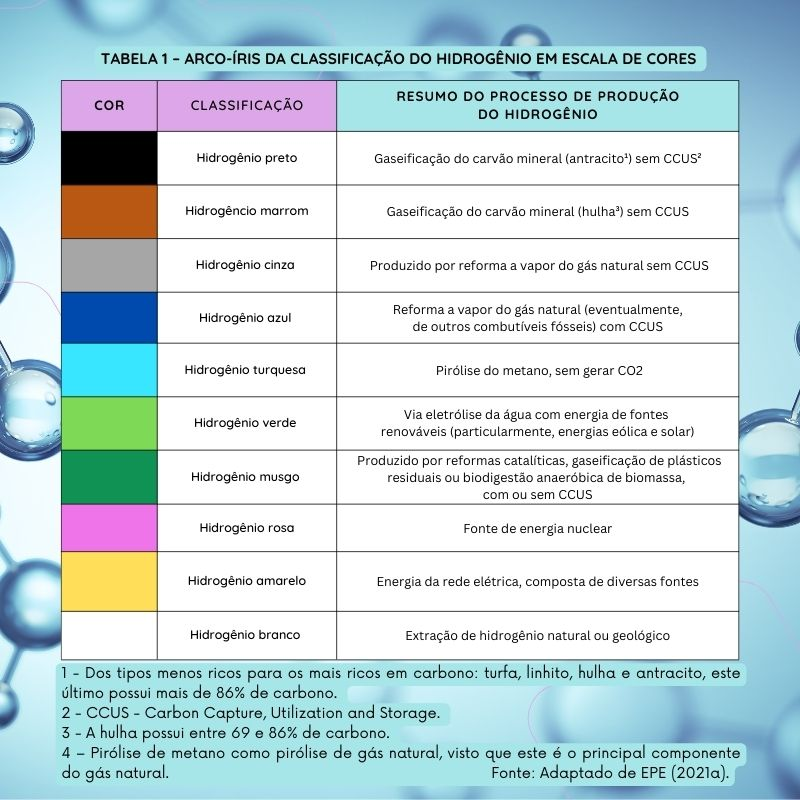 TABELA 1 – ARCO-ÍRIS DA CLASSIFICAÇÃO DO HIDROGÊNIO EM ESCALA DE CORES
COR
CLASSIFICAÇÃO
RESUMO DO PROCESSO DE PRODUÇÃO
DO HIDROGÊNIO
Hidrogênio preto
Gaseificação do carvão mineral (antracito¹) sem CCUS²
Hidrogêncio marrom
Gaseificação do carvão mineral (hulha³) sem CCUS
Hidrogênio cinza
Produzido por reforma a vapor do gás natural sem CCUS
Hidrogênio azul
Reforma a vapor do gás natural (eventualmente,
de outros combutíveis fósseis) com CCUS
Hidrogênio turquesa
Pirólise do metano, sem gerar CO2
Hidrogênio verde
Via eletrólise da água com energia de fontes
renováveis (particularmente, energias eólica e solar)
Hidrogênio musgo
Produzido por reformas catalíticas, gaseificação de plásticos
residuais ou biodigestão anaeróbica de biomassa,
com ou sem CCUS
Hidrogênio rosa
Fonte de energia nuclear
Hidrogênio amarelo
Energia da rede elétrica, composta de diversas fontes
Hidrogênio branco
Extração de hidrogênio natural ou geológico
1 - Dos tipos menos ricos para os mais ricos em carbono: turfa, linhito, hulha e antracito, este
último possui mais de 86% de carbono.
2 - CCUS - Carbon Capture, Utilization and Storage.
3 - A hulha possui entre 69 e 86% de carbono.
4 – Pirólise de metano como pirólise de gás natural, visto que este é o principal componente
do gás natural. Fonte: Adaptado de EPE (2021a).